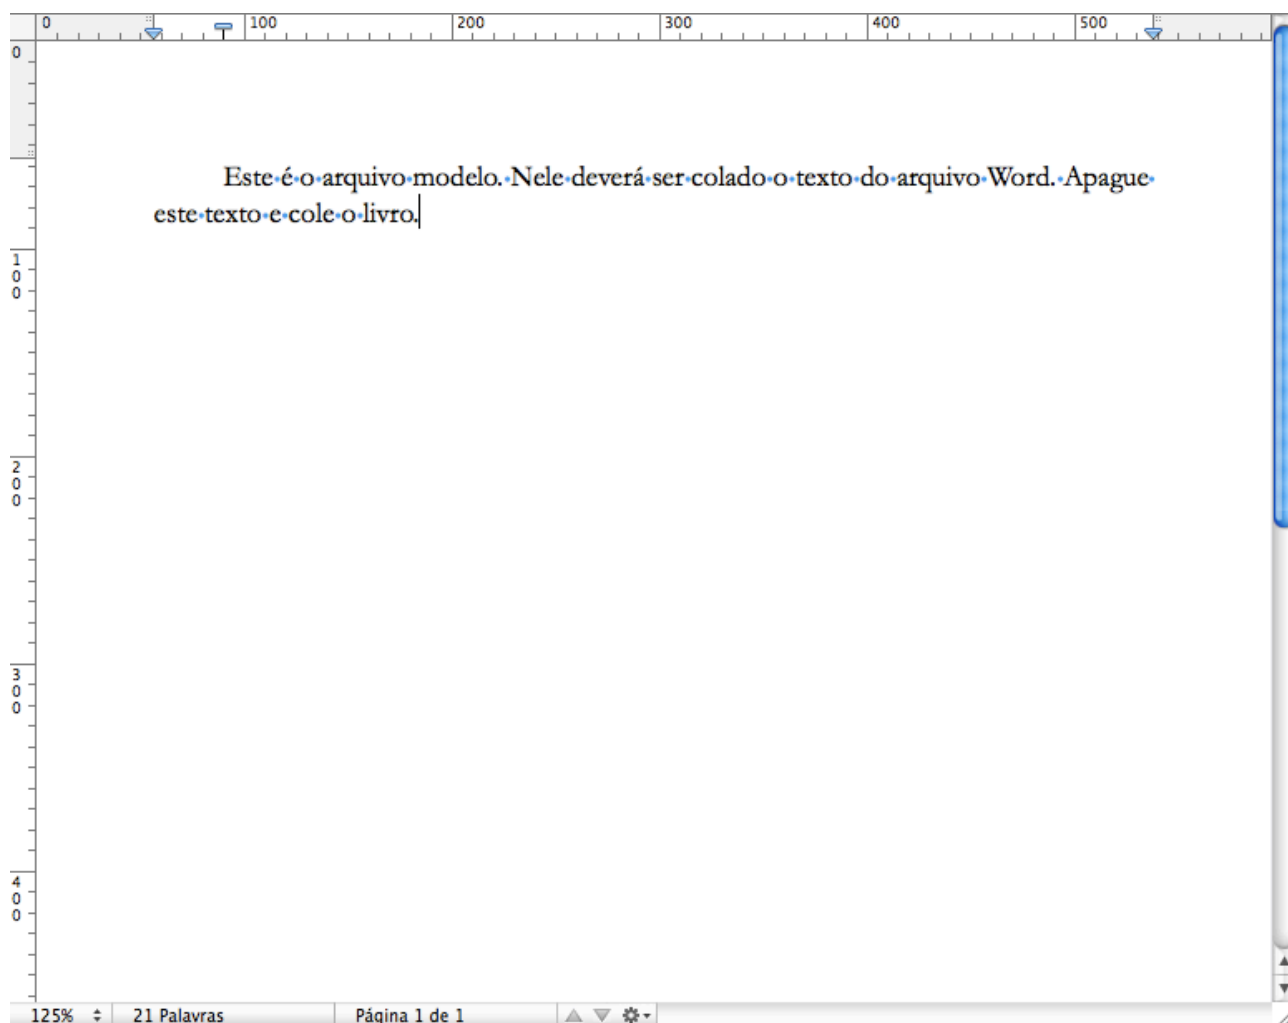 0 100 200 300 400 500
0
Este é o arquivo modelo. Nele deverá ser colado o texto do arquivo Word. Apague
este texto e cole o livro.
100
200
300
400
125% 21 Palavras Página 1 de 1